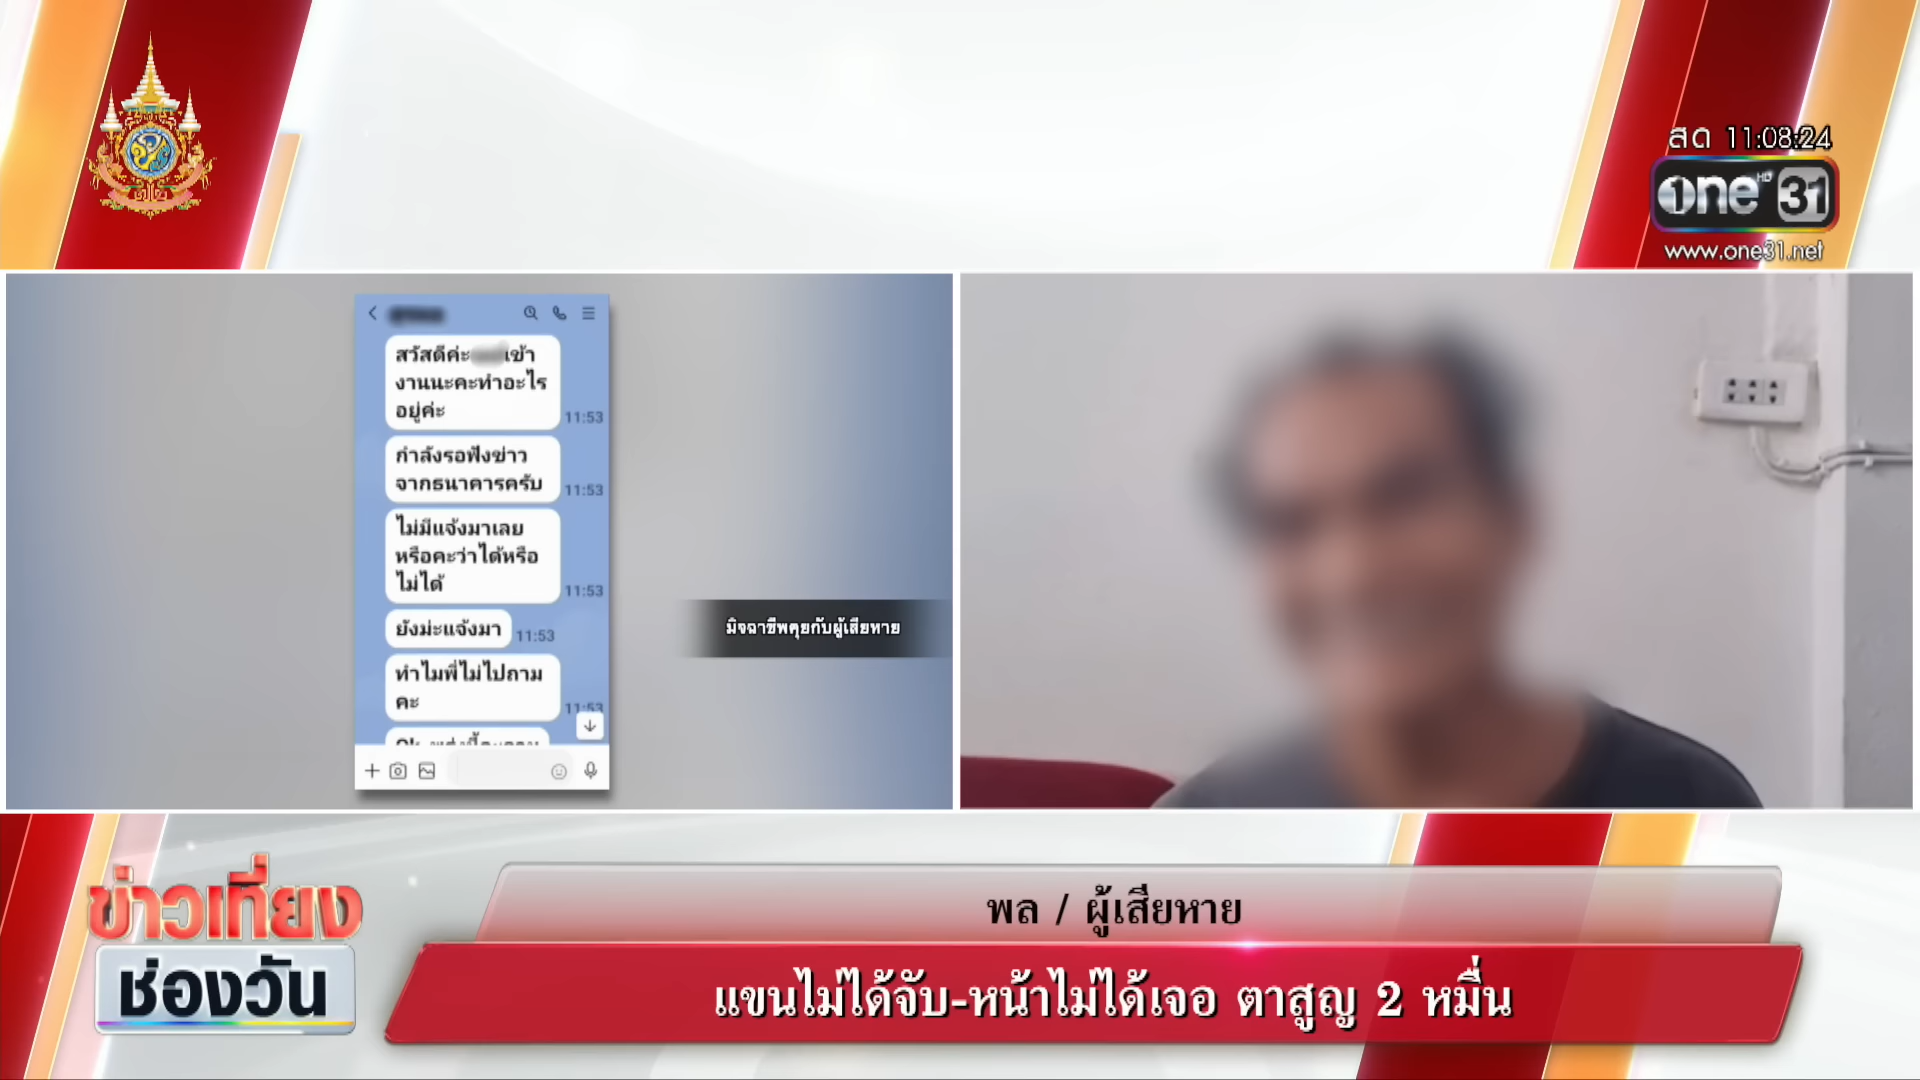 สด 11:08:24
one HD 31
www.one31.net
สวัสดีค่ะ เข้า
งานนะคะทำอะไร
อยู่ค่ะ
11:53
กำลังรอฟังข่าว
จากธนาคารครับ
11:53
ไม่มีแจ้งมาเลย
หรือคะว่าได้หรือ
ไม่ได้
11:53
ยังม่ะแจ้งมา
11:53
ทำไมพี่ไม่ไปถาม
คะ
11:53
มิจฉาชีพคุยกับผู้เสียหาย
ข่าวเที่ยง
ช่องวัน
พล / ผู้เสียหาย
แขนไม่ได้จับ-หน้าไม่ได้เจอ ตาสูญ 2 หมื่น